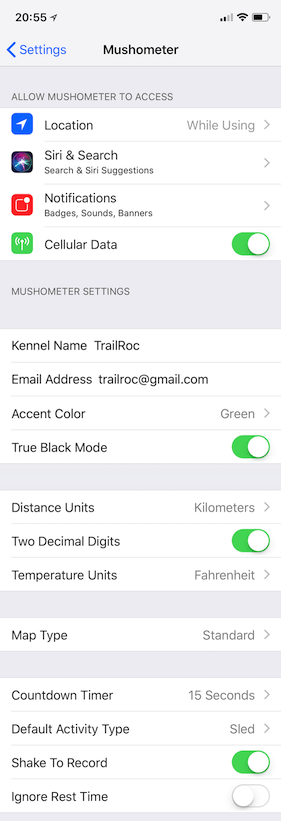 20:55
Settings
Mushometer
ALLOW MUSHOMETER TO ACCESS
Location While Using
Siri & Search
Search & Siri Suggestions
Notifications
Badges, Sounds, Banners
Cellular Data
MUSHOMETER SETTINGS
Kennel Name TrailRoc
Email Address trailroc@gmail.com
Accent Color Green
True Black Mode
Distance Units Kilometers
Two Decimal Digits
Temperature Units Fahrenheit
Map Type Standard
Countdown Timer 15 Seconds
Default Activity Type Sled
Shake To Record
Ignore Rest Time